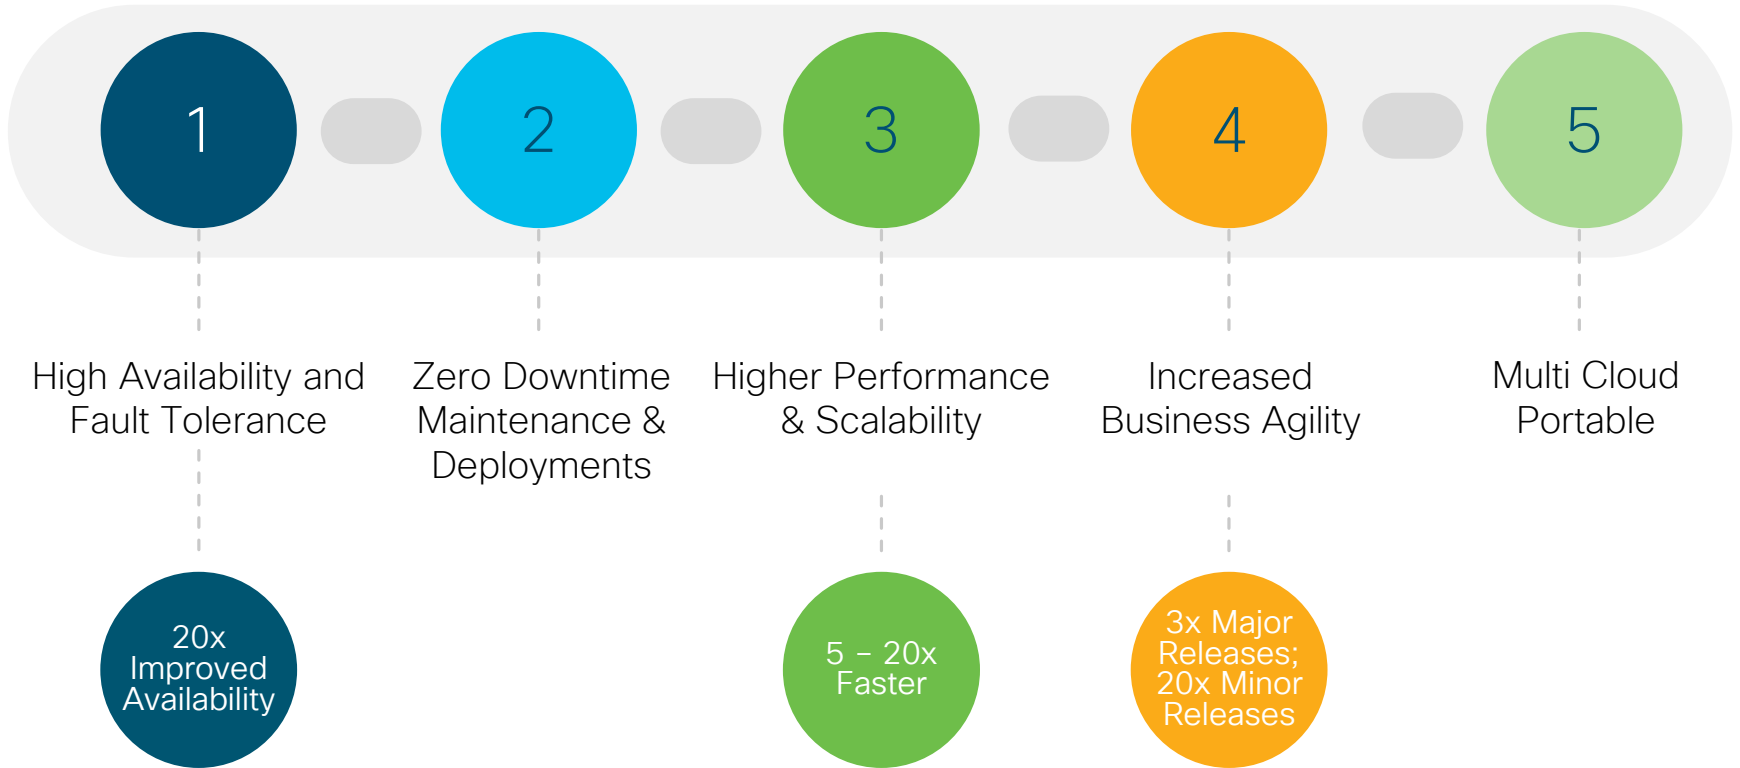 1
2
3
4
5
High Availability and
Fault Tolerance
Zero Downtime
Maintenance &
Deployments
Higher Performance
& Scalability
Increased
Business Agility
Multi Cloud
Portable
20x
Improved
Availability
5 – 20x
Faster
3x Major
Releases;
20x Minor
Releases